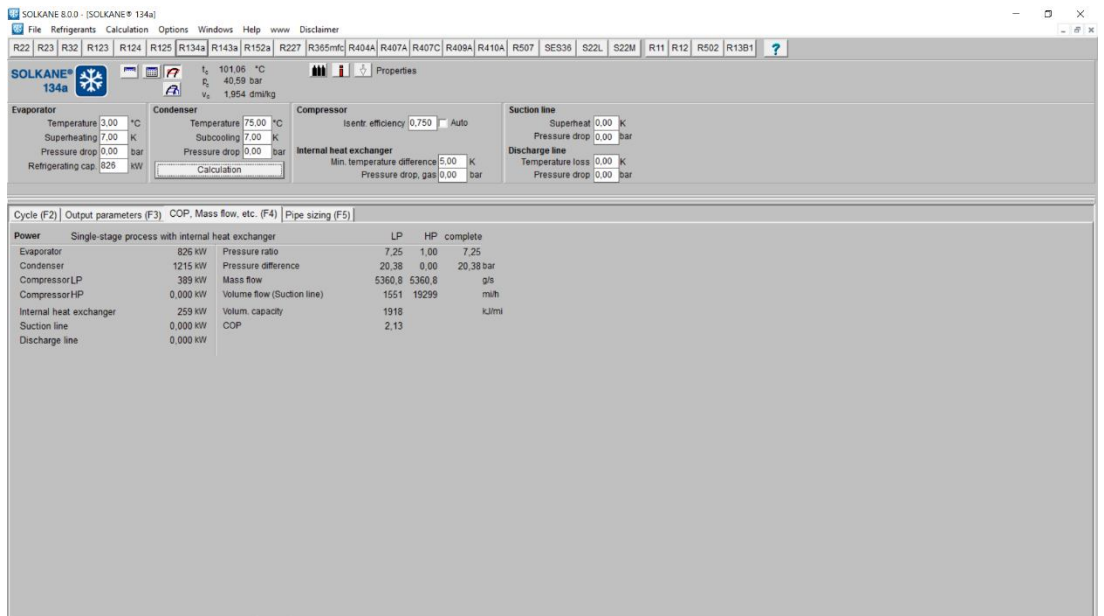 SOLKANE 8.0.0 - [SOLKANE® 134a]
File Refrigerants Calculation Options Windows Help www Disclaimer
R22 R23 R32 R123 R124 R125 R134a R143a R152a R227 R365mfc R404A R407A R407C R409A R410A R507 SES36 S22L S22M R11 R12 R502 R13B1 ?
SOLKANE® 134a
tc 101,06 °C
pc 40,59 bar
vc 1,954 dmł/kg
Properties
Evaporator
Temperature 3,00 °C
Superheating 7,00 K
Pressure drop 0,00 bar
Refrigerating cap. 826 kW
Condenser
Temperature 75,00 °C
Subcooling 7.00 K
Pressure drop 0,00 bar
Calculation
Compressor
Isentr. efficiency 0,750 Auto
Internal heat exchanger
Min. temperature difference 5,00 K
Pressure drop, gas 0,00 bar
Suction line
Superheat 0,00 K
Pressure drop 0,00 bar
Discharge line
Temperature loss 0,00 K
Pressure drop 0,00 bar
Cycle (F2) Output parameters (F3) COP, Mass flow, etc. (F4) Pipe sizing (F5)
Power Single-stage process with internal heat exchanger LP HP complete
Evaporator 826 kW Pressure ratio 7,25 1,00 7,25
Condenser 1215 kW Pressure difference 20,38 0,00 20,38 bar
CompressorLP 389 kW Mass flow 5360,8 5360,8 g/s
CompressorHP 0,000 kW Volume flow (Suction line) 1551 19299 mł/h
Internal heat exchanger 259 kW Volum. capacity 1918 kJ/mł
Suction line 0,000 kW COP 2,13
Discharge line 0,000 kW